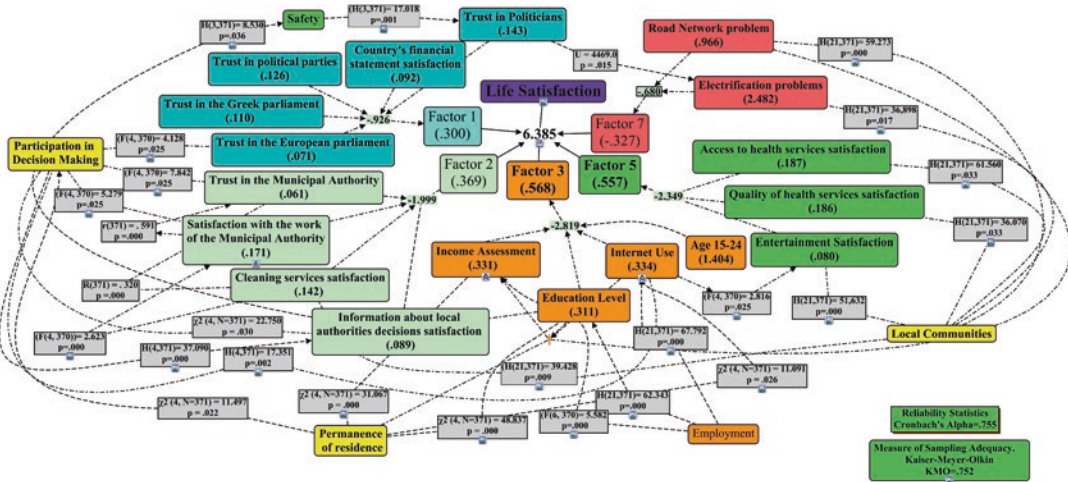 H(3,371)= 8.530
p=.036
Safety
(H(3,371)= 17.018
p=.001
Trust in Politicians
(.143)
Road Network problem
(.966)
H(21,371)= 59.273
p=.000
Country's financial
statement satisfaction
(.092)
U = 4469.0
p = .015
Trust in political parties
(.126)
Electrification problems
(2.482)
-.680
Life Satisfaction
Trust in the Greek parliament
(.110)
-.926
Factor 1
(.300)
6.385
Factor 7
(-.327)
H(21,371)= 36,898
p=.017
Participation in
Decision Making
(F(4, 370)= 4.128
p=.025
Trust in the European parliament
(.071)
Access to health services satisfaction
(.187)
H(21,371)= 61.560
p=.033
(F(4, 370)= 7.842
p=.025
Factor 2
(.369)
Factor 3
(.568)
Factor 5
(.557)
(F(4, 370)= 5.279
p=.025
Trust in the Municipal Authority
(.061)
-1.999
-2.349
Quality of health services satisfaction
(.186)
r(371) = . 591
p =.000
Satisfaction with the work
of the Municipal Authority
(.171)
-2.819
H(21,371)= 36.070
p=.033
Income Assessment
(.331)
Internet Use
(.334)
Age 15-24
(1.404)
Entertainment Satisfaction
(.080)
R(371) = . 320
p =.000
Cleaning services satisfaction
(.142)
Education Level
(.311)
(F(4, 370)= 2.816
p=.025
H(21,371)= 51,632
p=.000
χ2 (4, N=371)= 22.750
p = .030
Information about local
authorities decisions satisfaction
(.089)
(F(4, 370))= 2.623
p=.000
H(21,371)= 67.792
p=.000
Local Communities
H(4,371)= 37.090
p=.000
H(4,371)= 17.351
p=.002
(H(21,371)= 39.428
p=.009
χ2 (4, N=371)= 11.091
p = .026
χ2 (4, N=371)= 11.497
p = .022
χ2 (4, N=371)= 31.067
p = .000
H(21,371)= 62.343
p=.000
χ2 (4, N=371)= 48.837
p = .000
(F(6, 370)= 5.582
p=.000
Permanence
of residence
Employment
Reliability Statistics
Cronbach's Alpha=.755
Measure of Sampling Adequacy.
Kaiser-Meyer-Olkin
KMO=.752